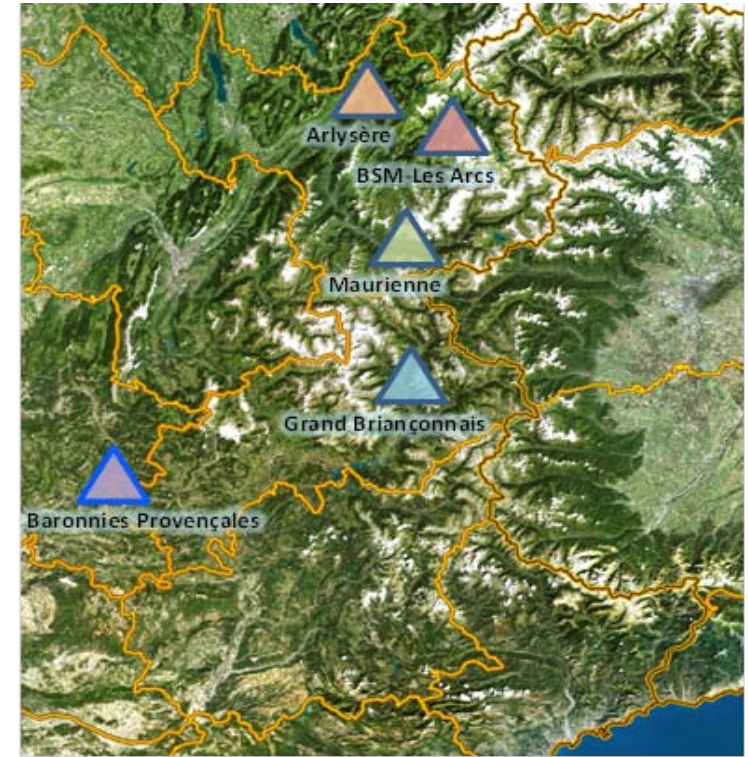 Arlysère
BSM-Les Arcs
Maurienne
Grand Briançonnais
Baronnies Provençales